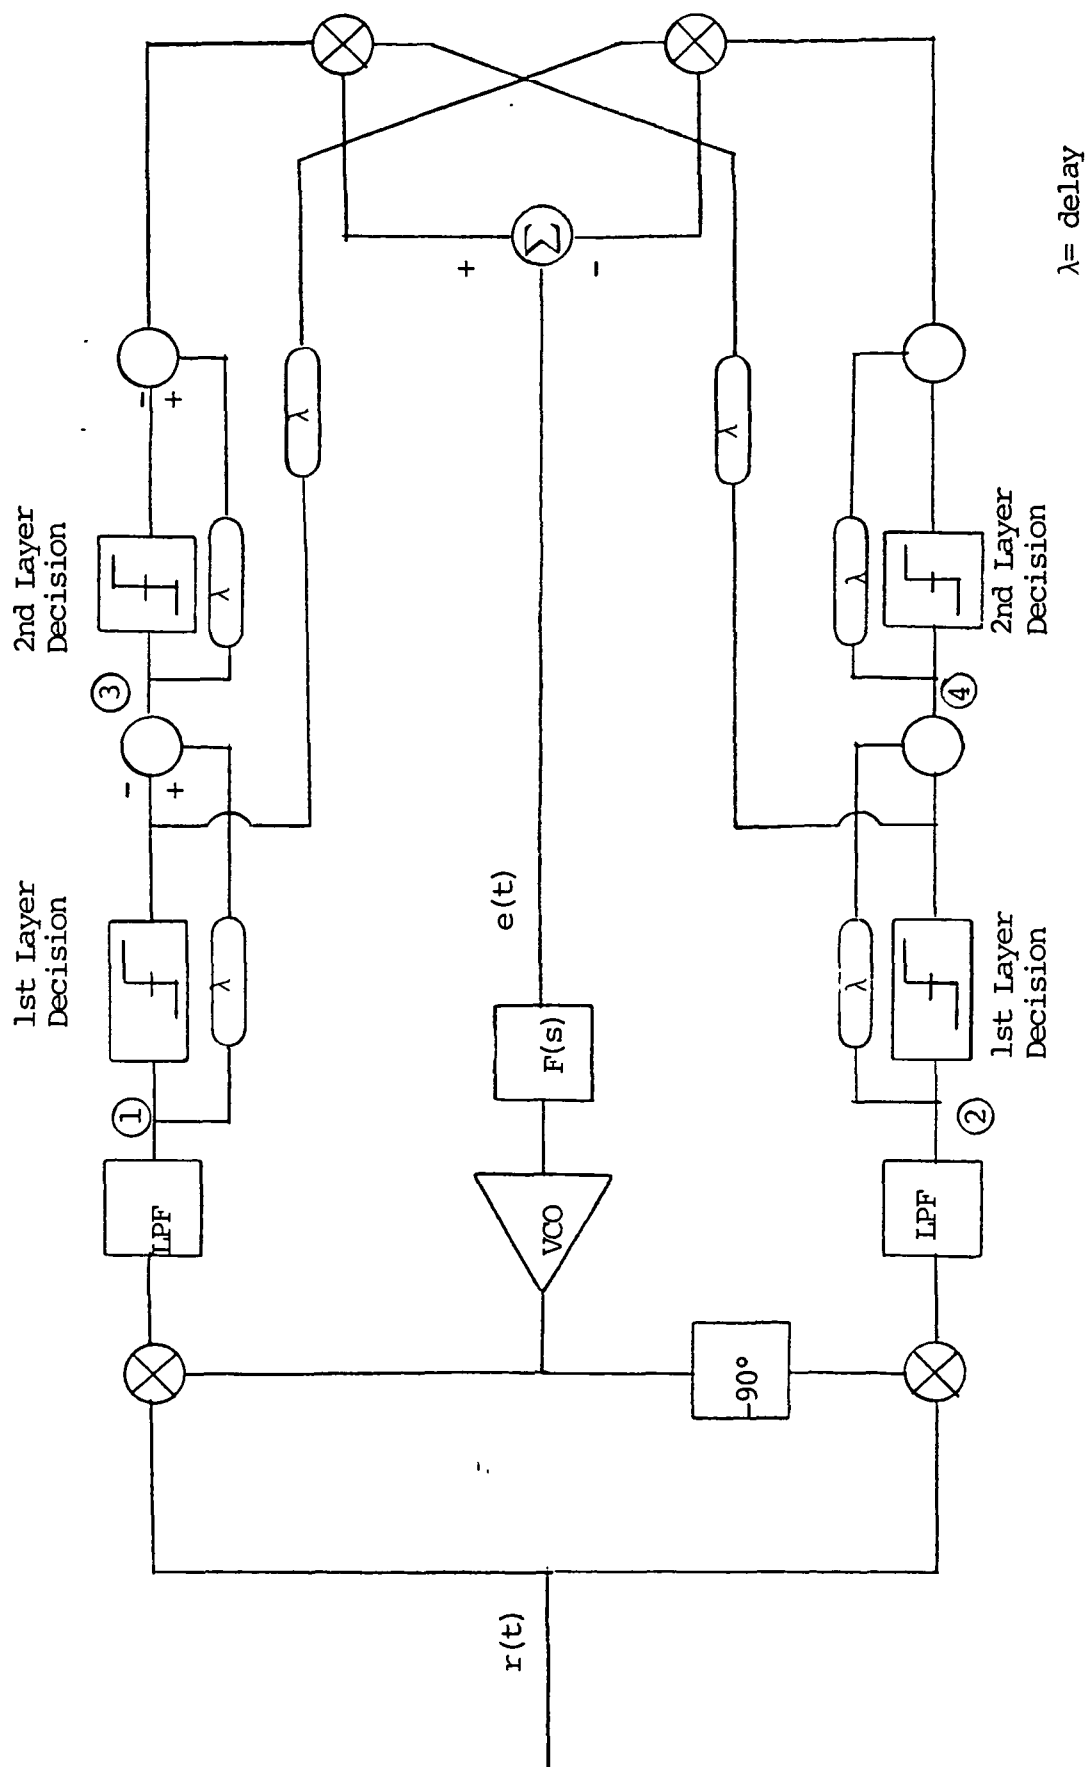 2nd Layer
Decision
1st Layer
Decision
③
①
-
+
-
+
λ
λ
λ
LPF
+
-
Σ
e(t)
F(s)
VCO
-90°
r(t)
λ
λ
λ
LPF
④
②
2nd Layer
Decision
1st Layer
Decision
λ= delay